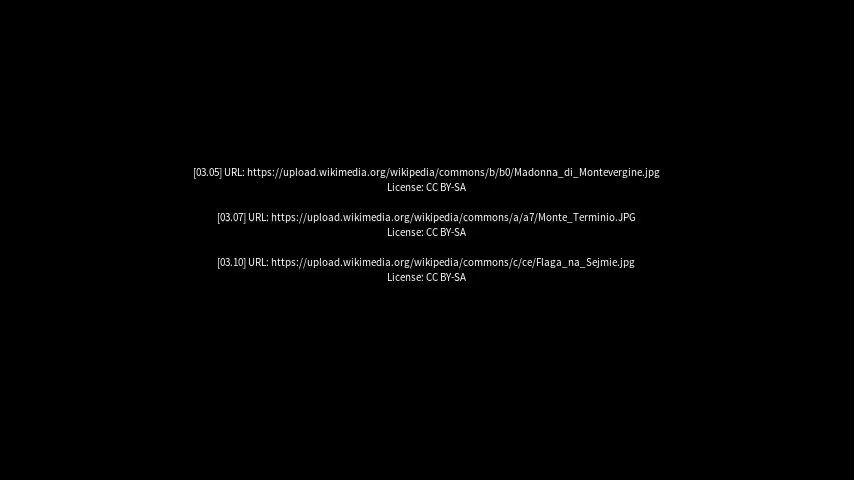 [03.05] URL: https://upload.wikimedia.org/wikipedia/commons/b/b0/Madonna_di_Montevergine.jpg
License: CC BY-SA
[03.07] URL: https://upload.wikimedia.org/wikipedia/commons/a/a7/Monte_Terminio.JPG
License: CC BY-SA
[03.10] URL: https://upload.wikimedia.org/wikipedia/commons/c/ce/Flaga_na_Sejmie.jpg
License: CC BY-SA